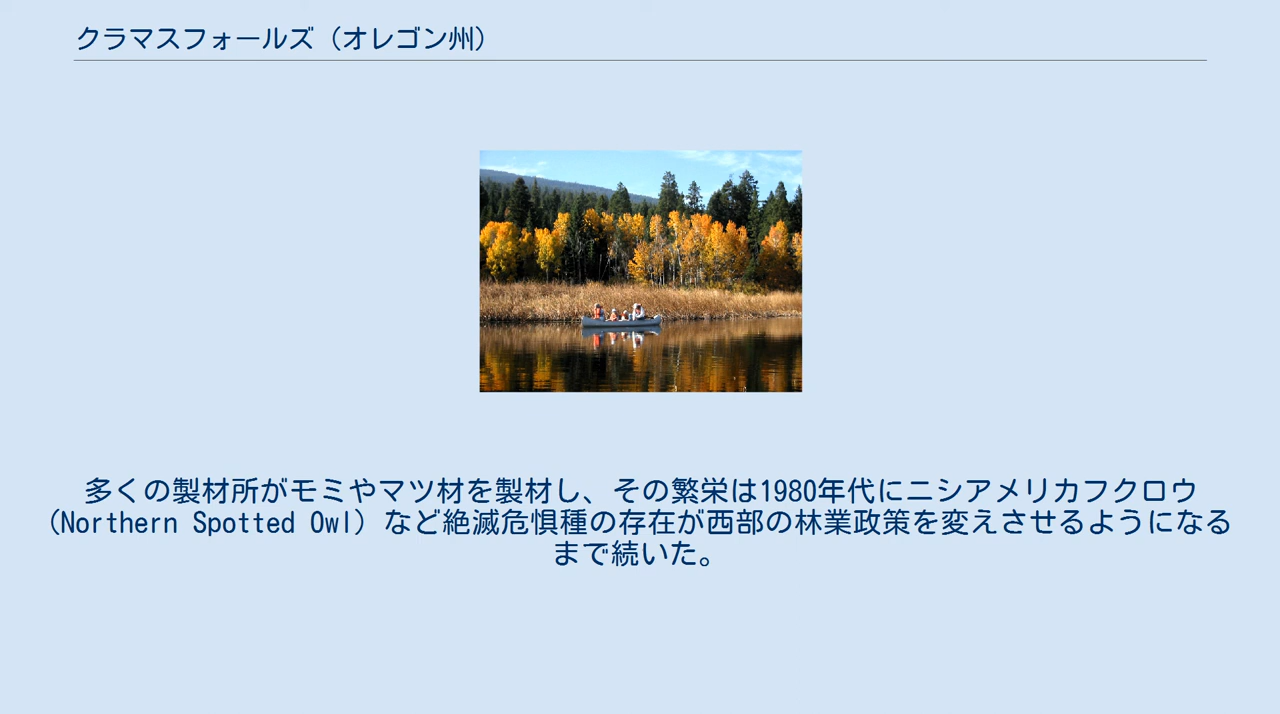 クラマスフォールズ（オレゴン州）
多くの製材所がモミやマツ材を製材し、その繁栄は1980年代にニシアメリカフクロウ
（Northern Spotted Owl）など絶滅危惧種の存在が西部の林業政策を変えさせるようになる
まで続いた。